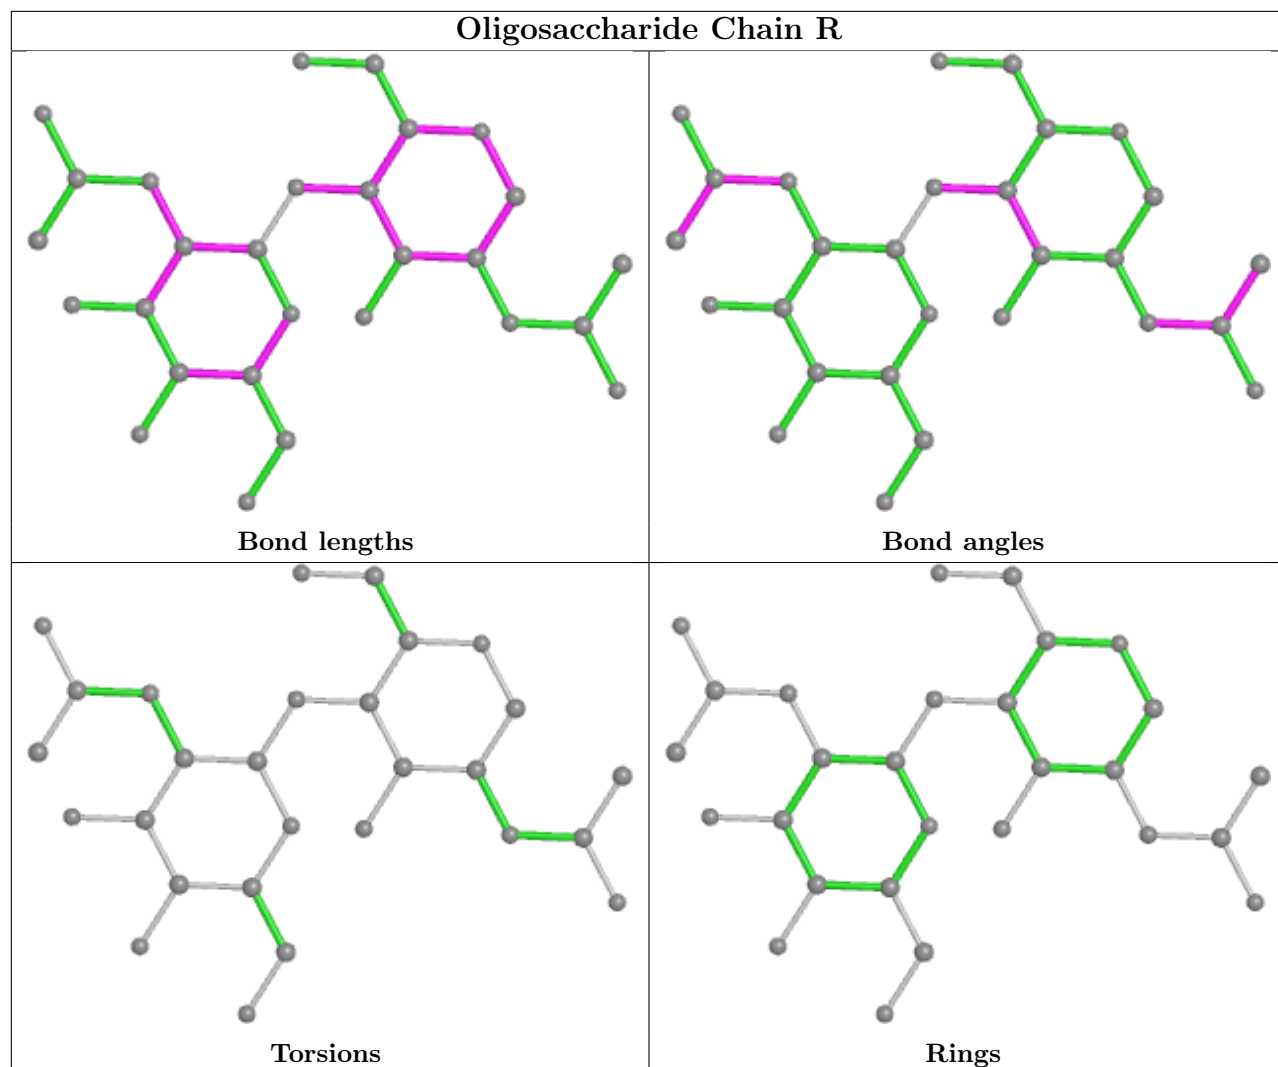 Oligosaccharide Chain R
Bond lengths
Bond angles
Torsions
Rings